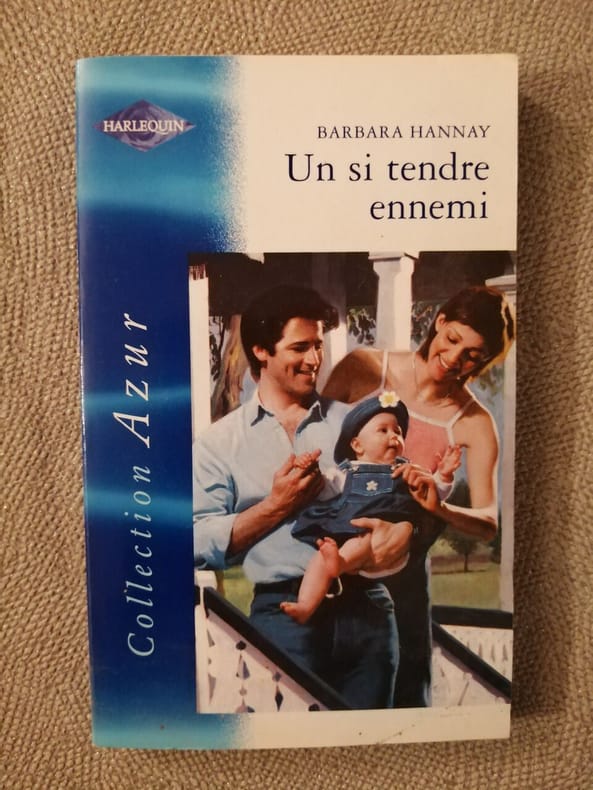 HARLEQUIN
BARBARA HANNAY
Un si tendre
ennemi
Collection Azur